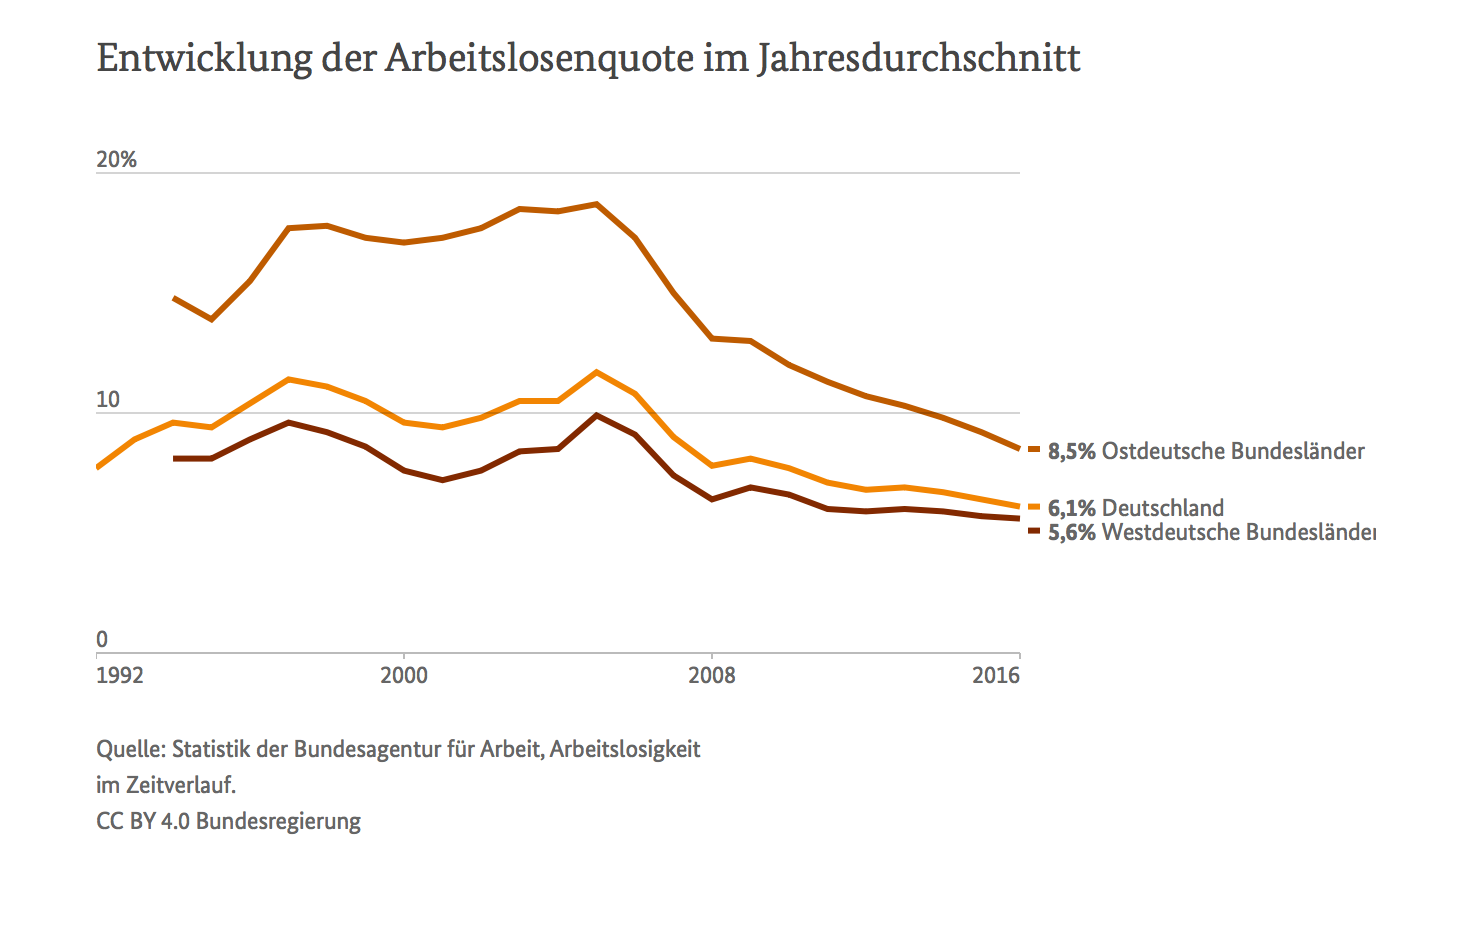 Entwicklung der Arbeitslosenquote im Jahresdurchschnitt
20%
10
8,5% Ostdeutsche Bundesländer
6,1% Deutschland
5,6% Westdeutsche Bundesländer
0
1992 2000 2008 2016
Quelle: Statistik der Bundesagentur für Arbeit, Arbeitslosigkeit
im Zeitverlauf.
CC BY 4.0 Bundesregierung